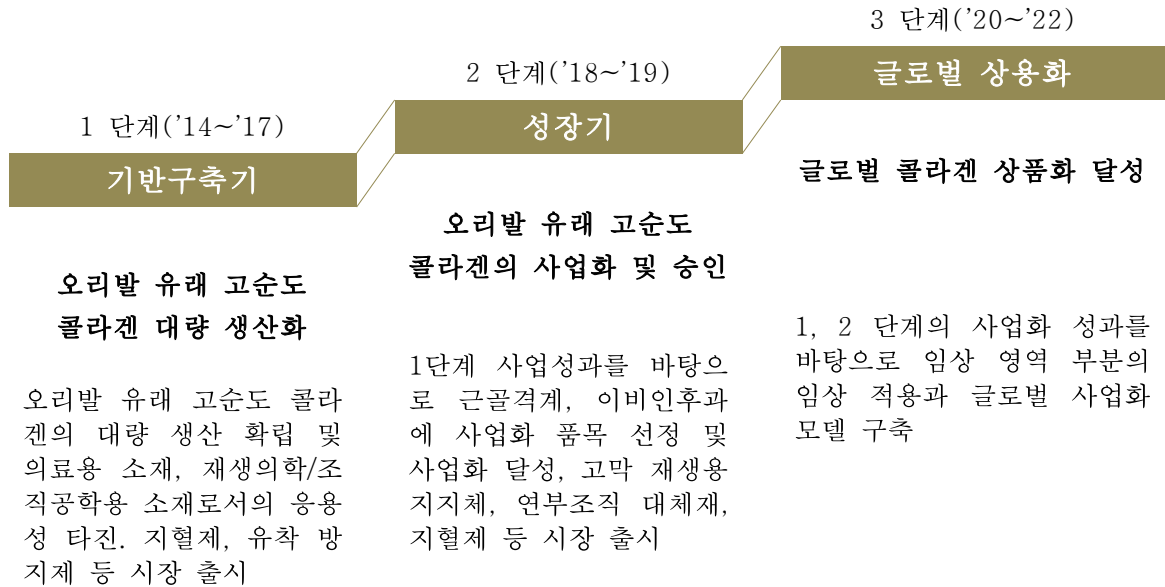 1 단계('14~'17)
기반구축기
오리발 유래 고순도
콜라겐 대량 생산화
오리발 유래 고순도 콜라
겐의 대량 생산 확립 및
의료용 소재, 재생의학/조
직공학용 소재로서의 응용
성 타진. 지혈제, 유착 방
지제 등 시장 출시
2 단계('18~'19)
성장기
오리발 유래 고순도
콜라겐의 사업화 및 승인
1단계 사업성과를 바탕으
로 근골격계, 이비인후과
에 사업화 품목 선정 및
사업화 달성, 고막 재생용
지지체, 연부조직 대체재,
지혈제 등 시장 출시
3 단계('20~'22)
글로벌 상용화
글로벌 콜라겐 상품화 달성
1, 2 단계의 사업화 성과를
바탕으로 임상 영역 부분의
임상 적용과 글로벌 사업화
모델 구축